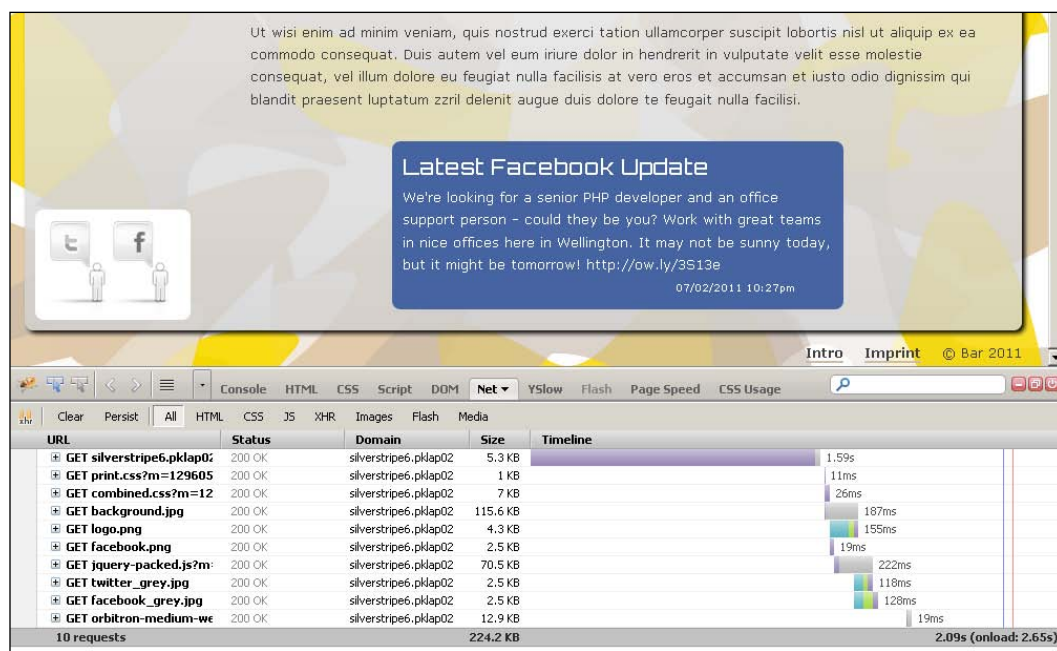 Ut wisi enim ad minim veniam, quis nostrud exerci tation ullamcorper suscipit lobortis nisl ut aliquip ex ea
commodo consequat. Duis autem vel eum iriure dolor in hendrerit in vulputate velit esse molestie
consequat, vel illum dolore eu feugiat nulla facilisis at vero eros et accumsan et iusto odio dignissim qui
blandit praesent luptatum zzril delenit augue duis dolore te feugait nulla facilisi.
Latest Facebook Update
We're looking for a senior PHP developer and an office
support person – could they be you? Work with great teams
in nice offices here in Wellington. It may not be sunny today,
but it might be tomorrow! http://ow.ly/3S13e
07/02/2011 10:27pm
t f
Intro Imprint © Bar 2011
Console HTML CSS Script DOM Net YSlow Flash Page Speed CSS Usage
xhr Clear Persist All HTML CSS JS XHR Images Flash Media
URL Status Domain Size Timeline
GET silverstripe6.pklap02 200 OK silverstripe6.pklap02 5.3 KB 1.59s
GET print.css?m=129605 200 OK silverstripe6.pklap02 1 KB 11ms
GET combined.css?m=12 200 OK silverstripe6.pklap02 7 KB 26ms
GET background.jpg 200 OK silverstripe6.pklap02 115.6 KB 187ms
GET logo.png 200 OK silverstripe6.pklap02 4.3 KB 155ms
GET facebook.png 200 OK silverstripe6.pklap02 2.5 KB 19ms
GET jquery-packed.js?m= 200 OK silverstripe6.pklap02 70.5 KB 222ms
GET twitter_grey.jpg 200 OK silverstripe6.pklap02 2.5 KB 118ms
GET facebook_grey.jpg 200 OK silverstripe6.pklap02 2.5 KB 128ms
GET orbitron-medium-we 200 OK silverstripe6.pklap02 12.9 KB 19ms
10 requests 224.2 KB 2.09s (onload: 2.65s)